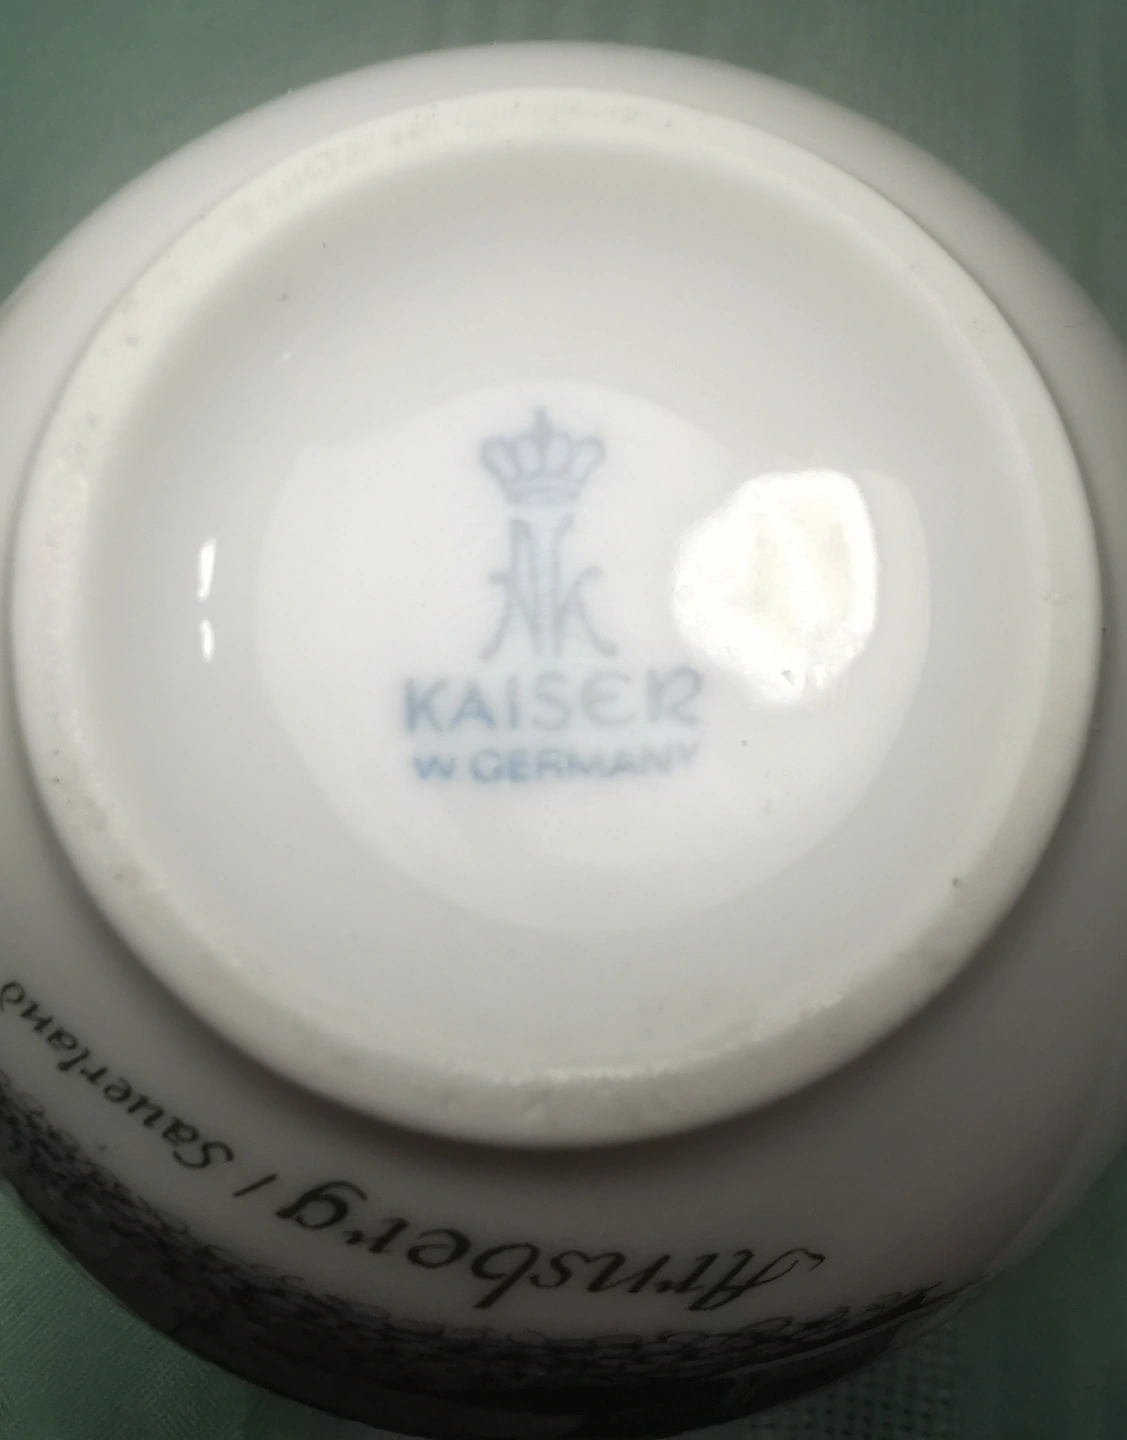 AK
KAISER
W GERMANY
Arnsberg / Sauerland